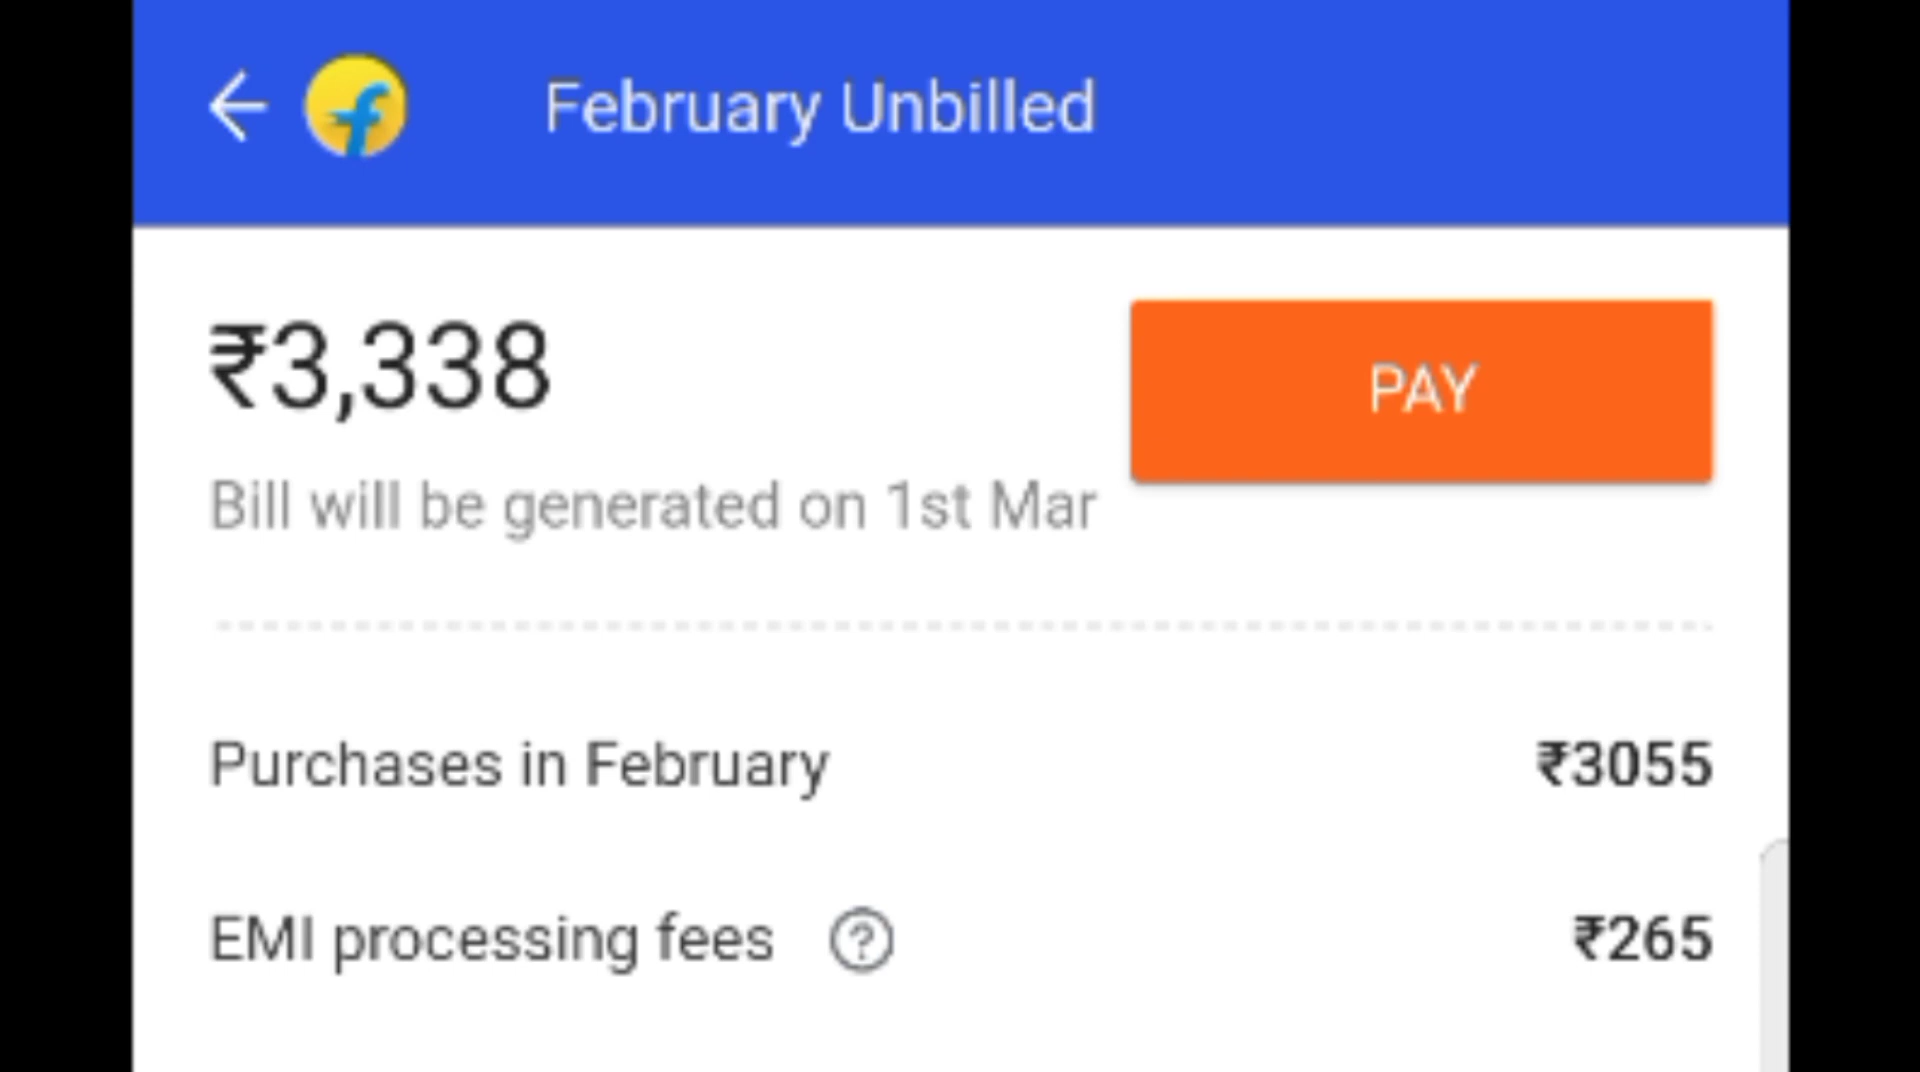 February Unbilled
₹3,338
PAY
Bill will be generated on 1st Mar
Purchases in February ₹3055
EMI processing fees ? ₹265